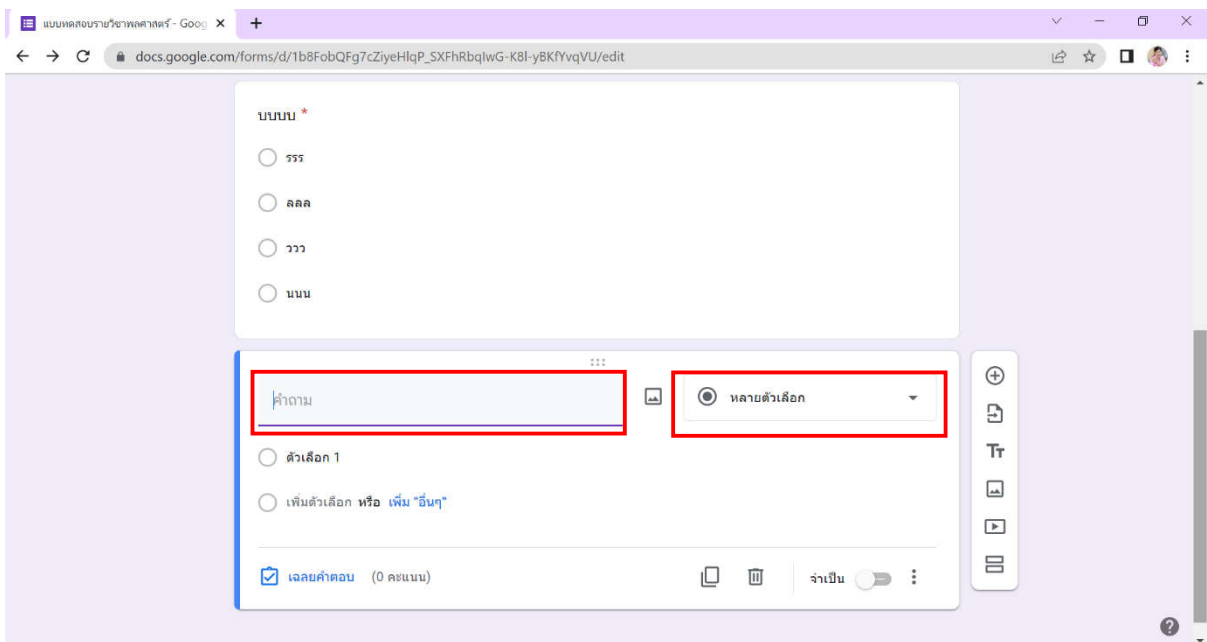 แบบทดสอบรายวิชาพลศาสตร์ - Goog
docs.google.com/forms/d/1b8FobQFg7cZiyeHlqP_SXFhRbqIwG-K8l-yBKfYvqVU/edit
บบบบ *
รรร
ลลล
ววว
นนน
คำถาม
หลายตัวเลือก
Tт
ตัวเลือก 1
เพิ่มตัวเลือก หรือ เพิ่ม "อื่นๆ"
เฉลยคำตอบ (0 คะแนน)
จำเป็น